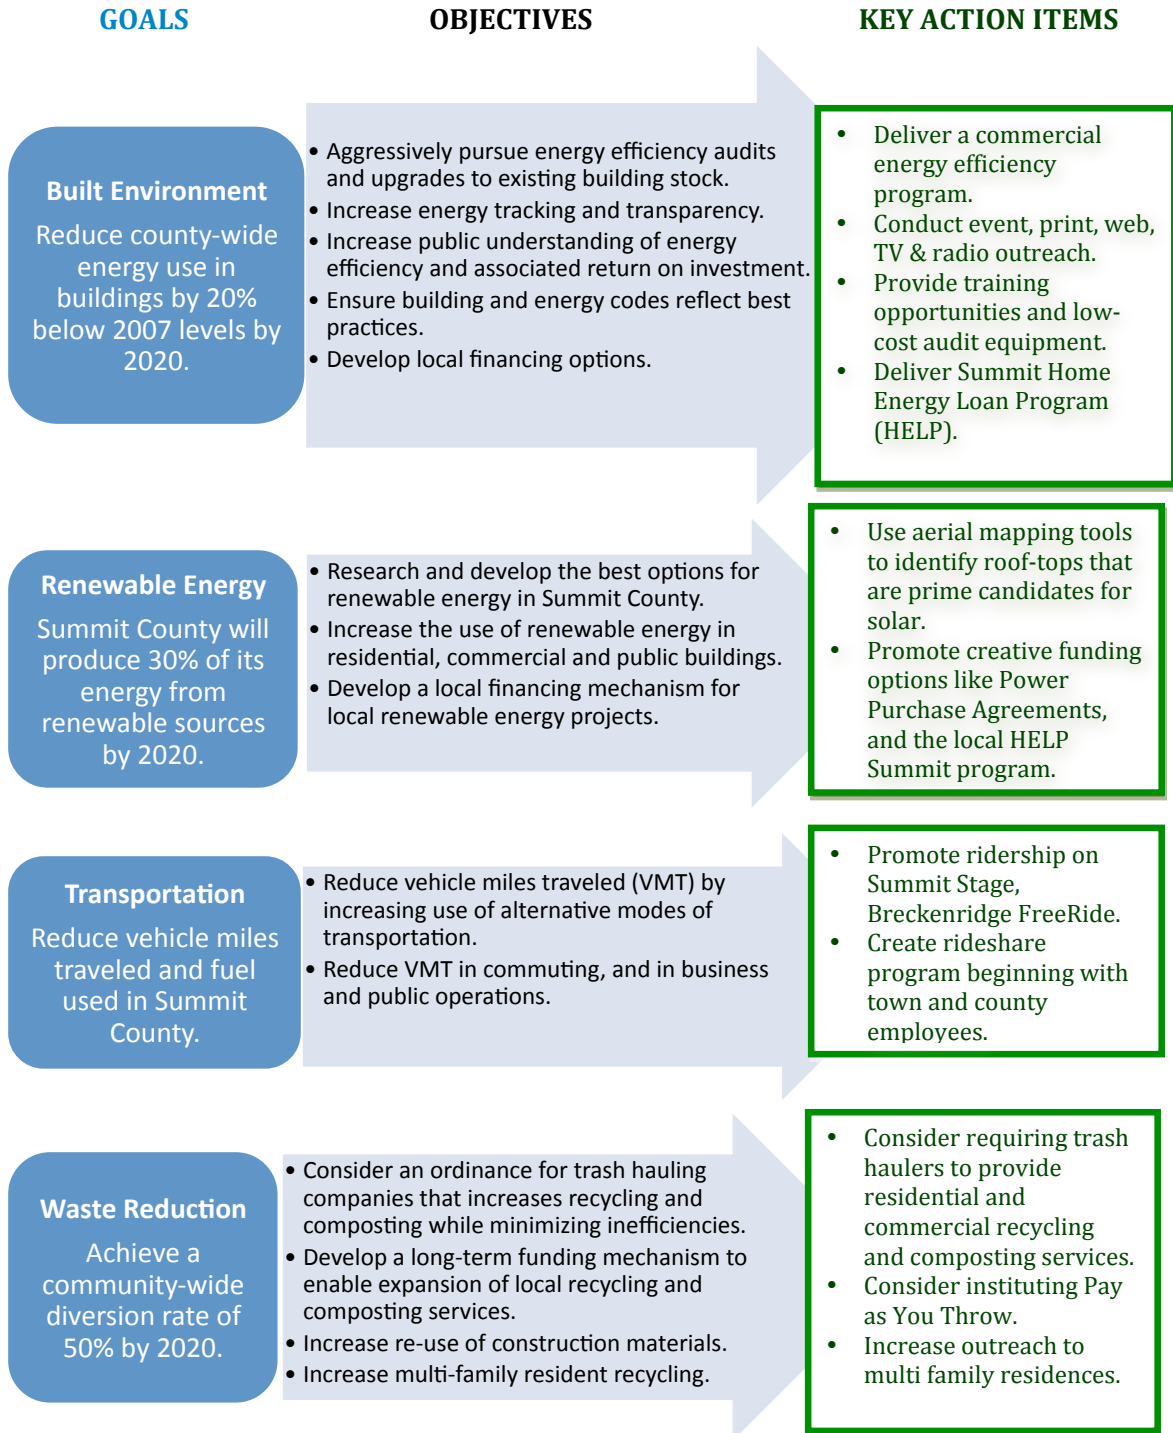 GOALS
OBJECTIVES
KEY ACTION ITEMS
Built Environment
Reduce county-wide
energy use in
buildings by 20%
below 2007 levels by
2020.
• Aggressively pursue energy efficiency audits
and upgrades to existing building stock.
• Increase energy tracking and transparency.
• Increase public understanding of energy
efficiency and associated return on investment.
• Ensure building and energy codes reflect best
practices.
• Develop local financing options.
• Deliver a commercial
energy efficiency
program.
• Conduct event, print, web,
TV & radio outreach.
• Provide training
opportunities and low-
cost audit equipment.
• Deliver Summit Home
Energy Loan Program
(HELP).
Renewable Energy
Summit County will
produce 30% of its
energy from
renewable sources
by 2020.
• Research and develop the best options for
renewable energy in Summit County.
• Increase the use of renewable energy in
residential, commercial and public buildings.
• Develop a local financing mechanism for
local renewable energy projects.
• Use aerial mapping tools
to identify roof-tops that
are prime candidates for
solar.
• Promote creative funding
options like Power
Purchase Agreements,
and the local HELP
Summit program.
Transportation
Reduce vehicle miles
traveled and fuel
used in Summit
County.
• Reduce vehicle miles traveled (VMT) by
increasing use of alternative modes of
transportation.
• Reduce VMT in commuting, and in business
and public operations.
• Promote ridership on
Summit Stage,
Breckenridge FreeRide.
• Create rideshare
program beginning with
town and county
employees.
Waste Reduction
Achieve a
community-wide
diversion rate of
50% by 2020.
• Consider an ordinance for trash hauling
companies that increases recycling and
composting while minimizing inefficiencies.
• Develop a long-term funding mechanism to
enable expansion of local recycling and
composting services.
• Increase re-use of construction materials.
• Increase multi-family resident recycling.
• Consider requiring trash
haulers to provide
residential and
commercial recycling
and composting services.
• Consider instituting Pay
as You Throw.
• Increase outreach to
multi family residences.